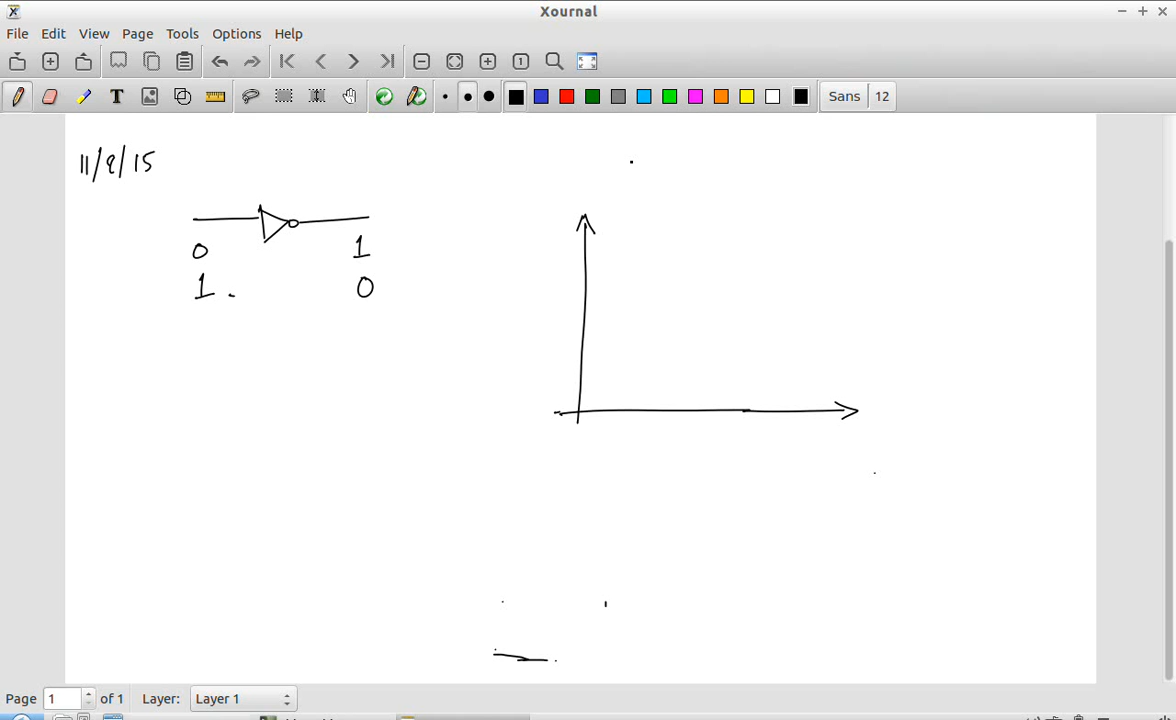 Xournal
File Edit View Page Tools Options Help
Sans 12
11/9/15
0 1
1 0
Page 1 of 1 Layer: Layer 1